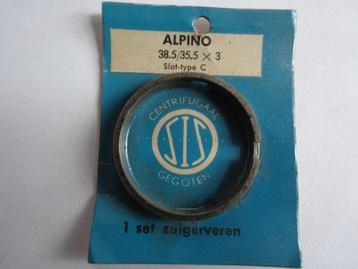 ALPINO
38.5/35.5 × 3
Slot-type C
CENTRIFUGAAL
SIS
GEGOTEN
1 set zuigerveren